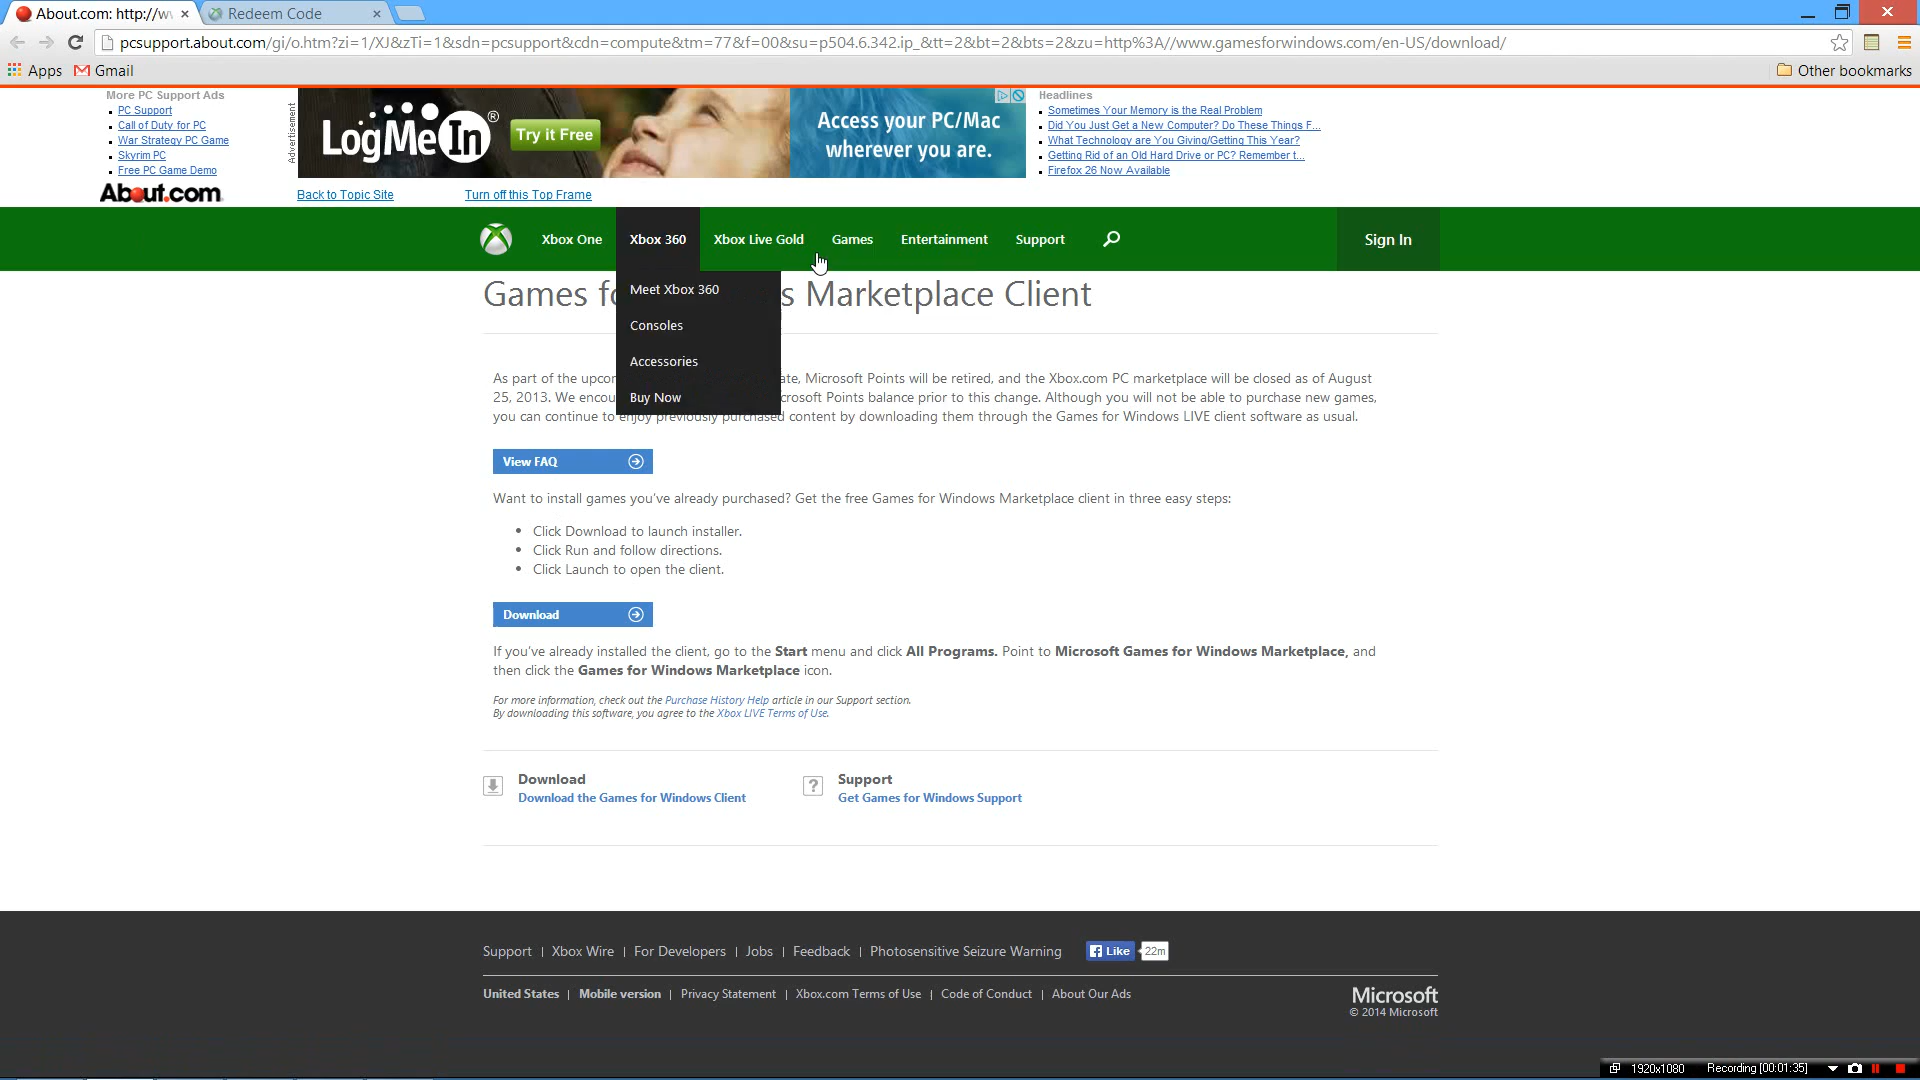 About.com: http://w
Redeem Code
pcsupport.about.com/gi/o.htm?zi=1/XJ&zTi=1&sdn=pcsupport&cdn=compute&tm=77&f=00&su=p504.6.342.ip_&tt=2&bt=2&bts=2&zu=http%3A//www.gamesforwindows.com/en-US/download/
Apps Gmail Other bookmarks
More PC Support Ads
PC Support
Call of Duty for PC
War Strategy PC Game
Skyrim PC
Free PC Game Demo
About.com
Advertisement
LogMeIn® Try it Free
Access your PC/Mac
wherever you are.
Headlines
Sometimes Your Memory is the Real Problem
Did You Just Get a New Computer? Do These Things F...
What Technology are You Giving/Getting This Year?
Getting Rid of an Old Hard Drive or PC? Remember t...
Firefox 26 Now Available
Back to Topic Site Turn off this Top Frame
Xbox One Xbox 360 Xbox Live Gold Games Entertainment Support Sign In
Meet Xbox 360
Consoles
Accessories
Buy Now
Games fo s Marketplace Client
As part of the upcor ate, Microsoft Points will be retired, and the Xbox.com PC marketplace will be closed as of August
25, 2013. We encou crosoft Points balance prior to this change. Although you will not be able to purchase new games,
you can continue to enjoy previously purchased content by downloading them through the Games for Windows LIVE client software as usual.
View FAQ
Want to install games you've already purchased? Get the free Games for Windows Marketplace client in three easy steps:
• Click Download to launch installer.
• Click Run and follow directions.
• Click Launch to open the client.
Download
If you've already installed the client, go to the Start menu and click All Programs. Point to Microsoft Games for Windows Marketplace, and
then click the Games for Windows Marketplace icon.
For more information, check out the Purchase History Help article in our Support section.
By downloading this software, you agree to the Xbox LIVE Terms of Use.
Download
Download the Games for Windows Client
Support
Get Games for Windows Support
Support | Xbox Wire | For Developers | Jobs | Feedback | Photosensitive Seizure Warning Like 22m
United States | Mobile version | Privacy Statement | Xbox.com Terms of Use | Code of Conduct | About Our Ads
Microsoft
© 2014 Microsoft
1920x1080 Recording [00:01:35]